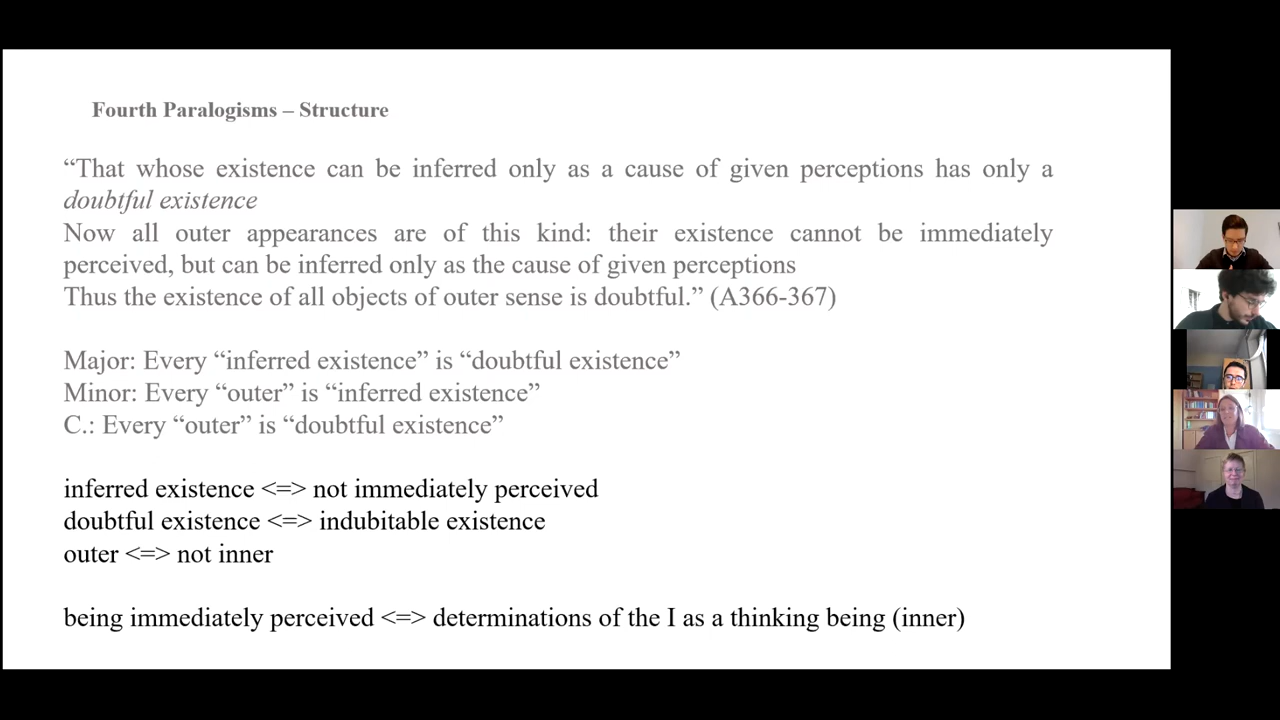 Fourth Paralogisms – Structure
“That whose existence can be inferred only as a cause of given perceptions has only a
doubtful existence
Now all outer appearances are of this kind: their existence cannot be immediately
perceived, but can be inferred only as the cause of given perceptions
Thus the existence of all objects of outer sense is doubtful.” (A366-367)
Major: Every “inferred existence” is “doubtful existence”
Minor: Every “outer” is “inferred existence”
C.: Every “outer” is “doubtful existence”
inferred existence <=> not immediately perceived
doubtful existence <=> indubitable existence
outer <=> not inner
being immediately perceived <=> determinations of the I as a thinking being (inner)